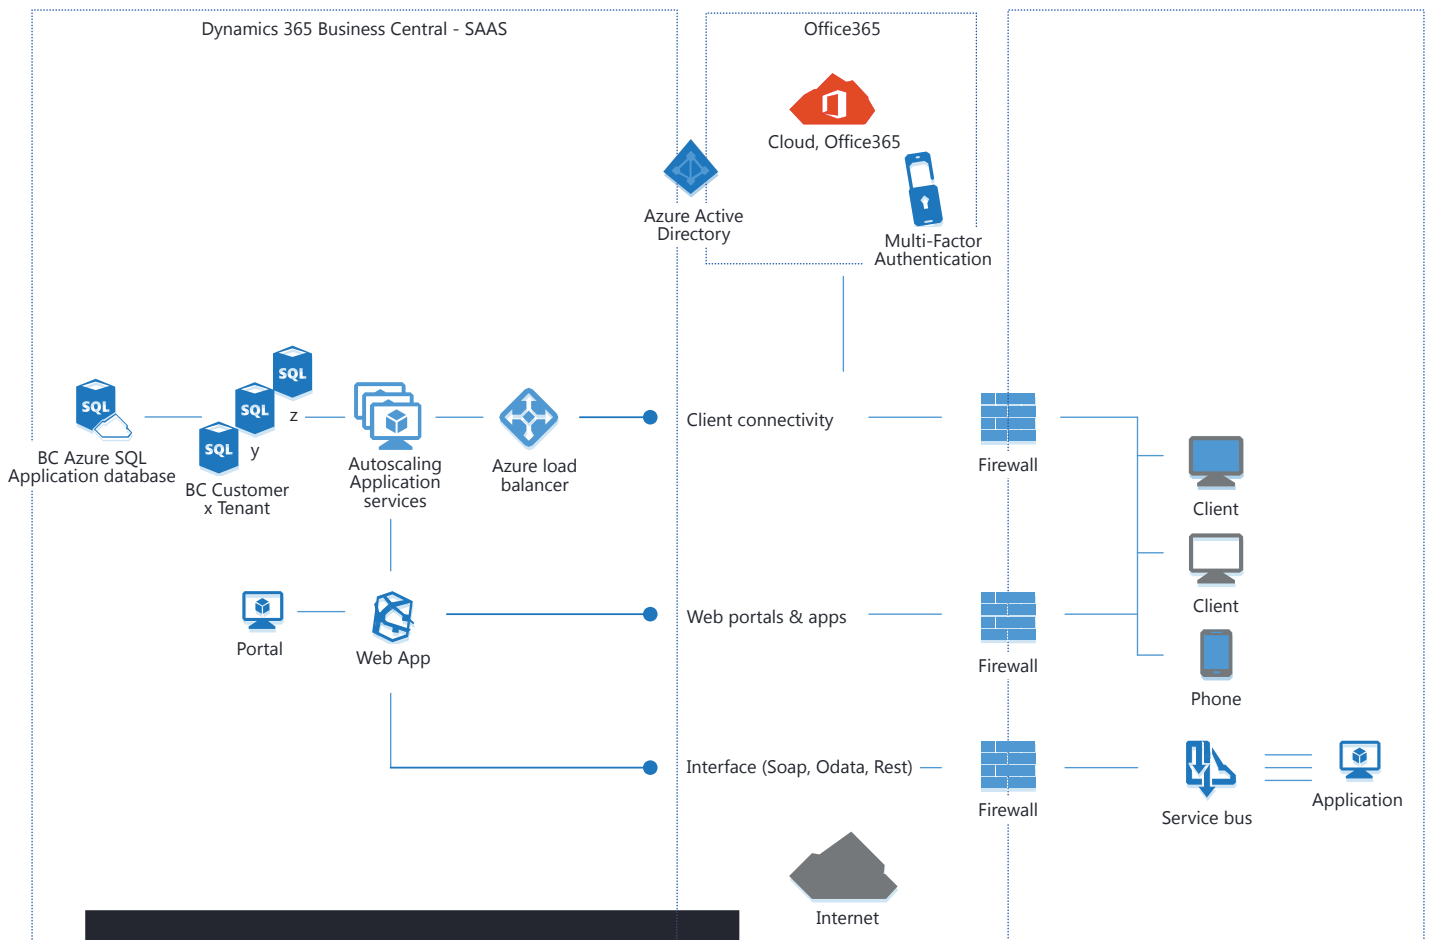 Dynamics 365 Business Central - SAAS
Office365
Cloud, Office365
Azure Active
Directory
Multi-Factor
Authentication
SQL
BC Azure SQL
Application database
SQL
z
SQL
y
SQL
BC Customer
x Tenant
Autoscaling
Application
services
Azure load
balancer
Client connectivity
Firewall
Client
Client
Phone
Portal
Web App
Web portals & apps
Firewall
Interface (Soap, Odata, Rest)
Firewall
Service bus
Application
Internet